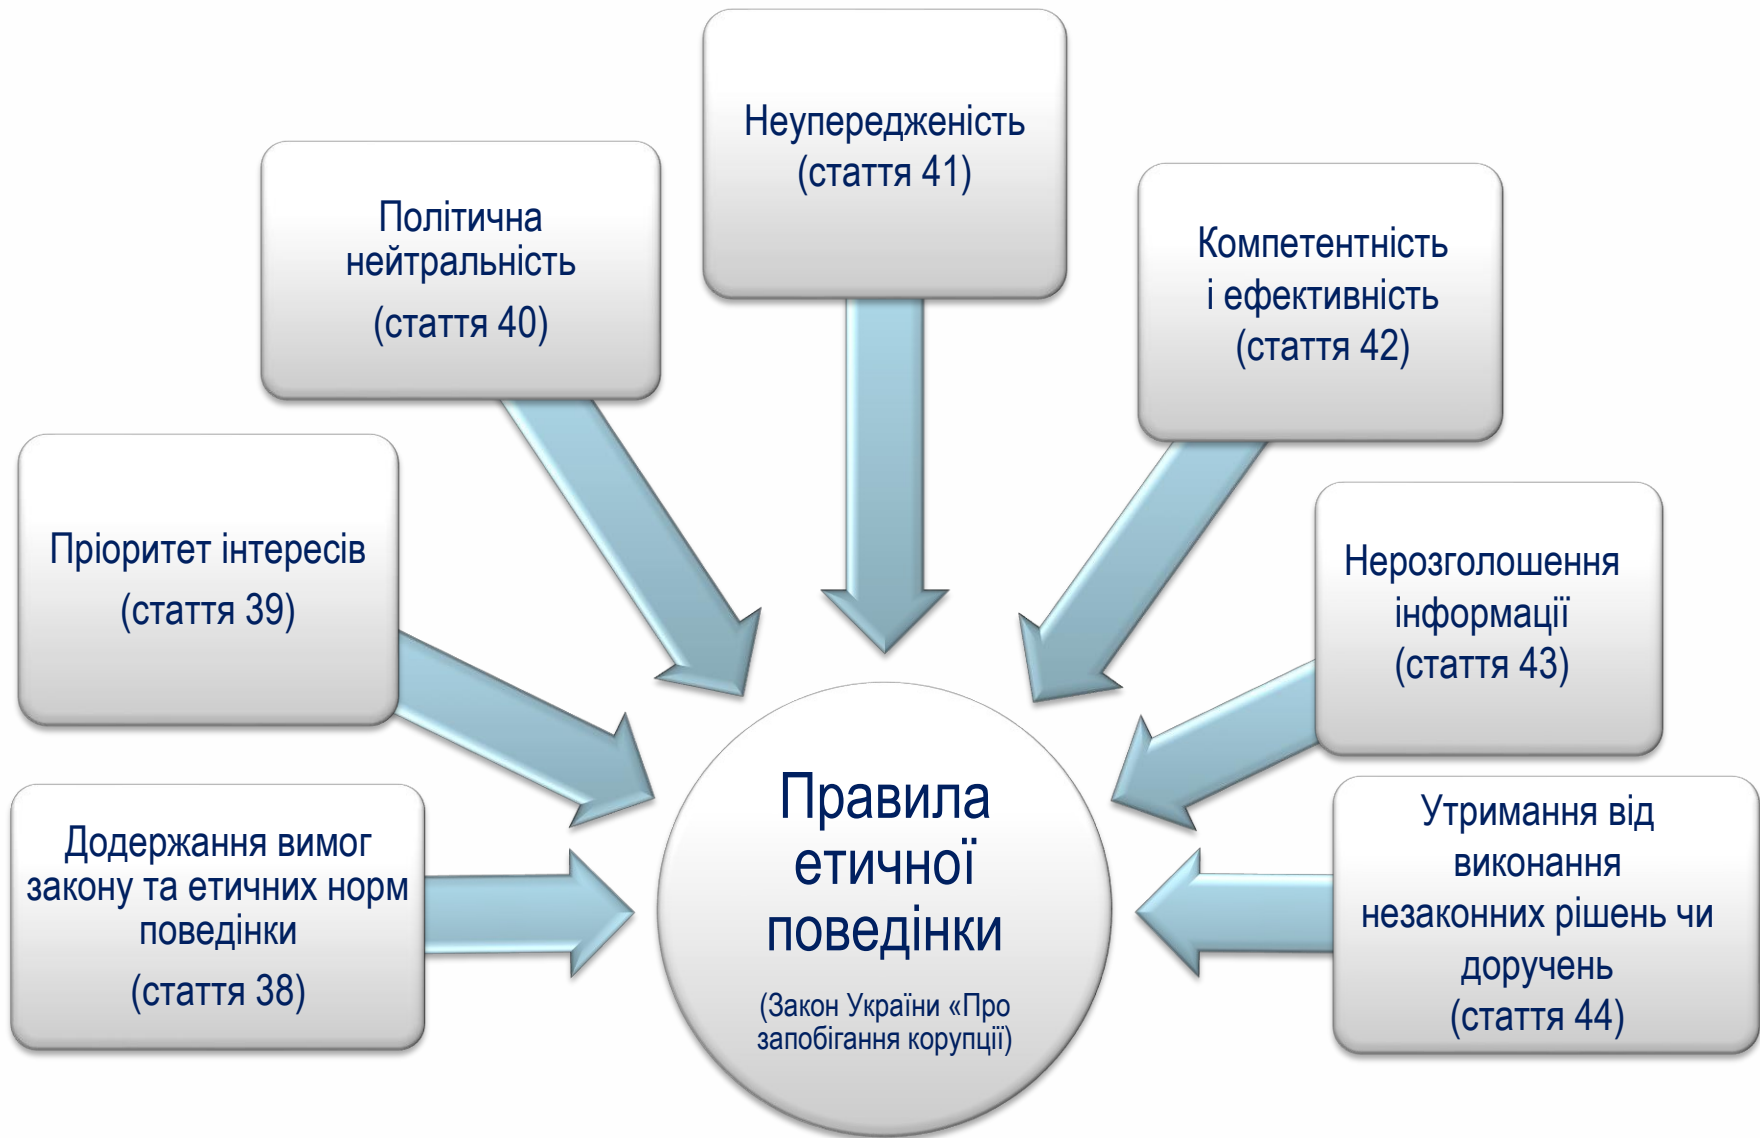 Неупередженість
(стаття 41)
Політична
нейтральність
(стаття 40)
Компетентність
і ефективність
(стаття 42)
Пріоритет інтересів
(стаття 39)
Нерозголошення
інформації
(стаття 43)
Додержання вимог
закону та етичних норм
поведінки
(стаття 38)
Правила
етичної
поведінки
(Закон України «Про
запобігання корупції)
Утримання від
виконання
незаконних рішень чи
доручень
(стаття 44)